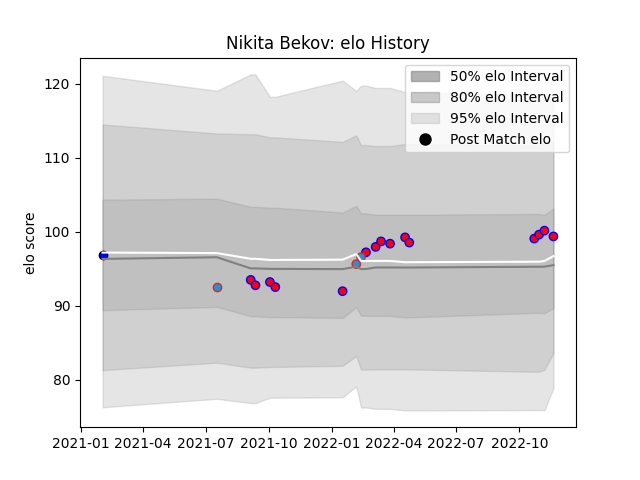 Nikita Bekov: elo History
50% elo Interval
80% elo Interval
95% elo Interval
Post Match elo
elo score
120
110
100
90
80
2021-01 2021-04 2021-07 2021-10 2022-01 2022-04 2022-07 2022-10